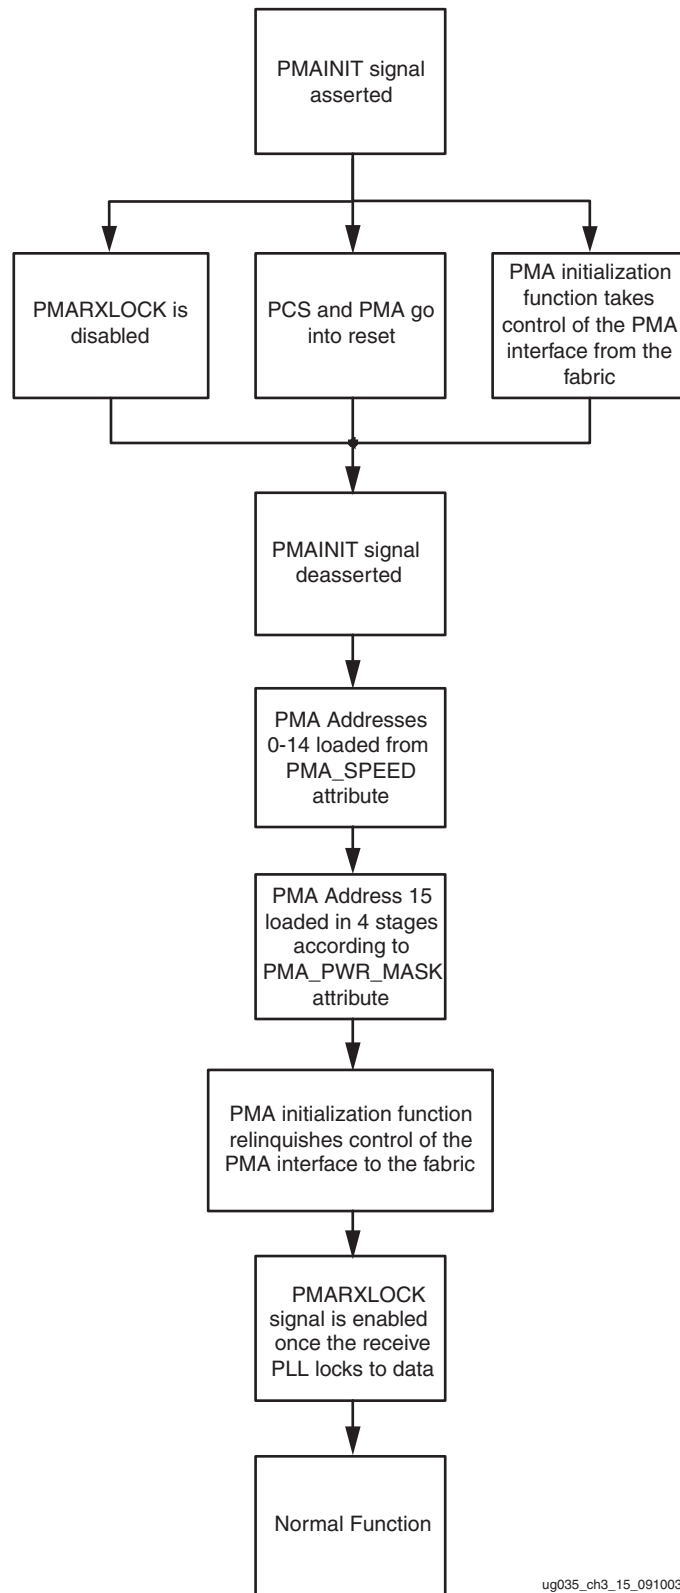 PMAINIT signal
asserted
PMARXLOCK is
disabled
PCS and PMA go
into reset
PMA initialization
function takes
control of the PMA
interface from the
fabric
PMAINIT signal
deasserted
PMA Addresses
0-14 loaded from
PMA_SPEED
attribute
PMA Address 15
loaded in 4 stages
according to
PMA_PWR_MASK
attribute
PMA initialization function
relinquishes control of the
PMA interface to the fabric
PMARXLOCK
signal is enabled
once the receive
PLL locks to data
Normal Function
ug035_ch3_15_091003